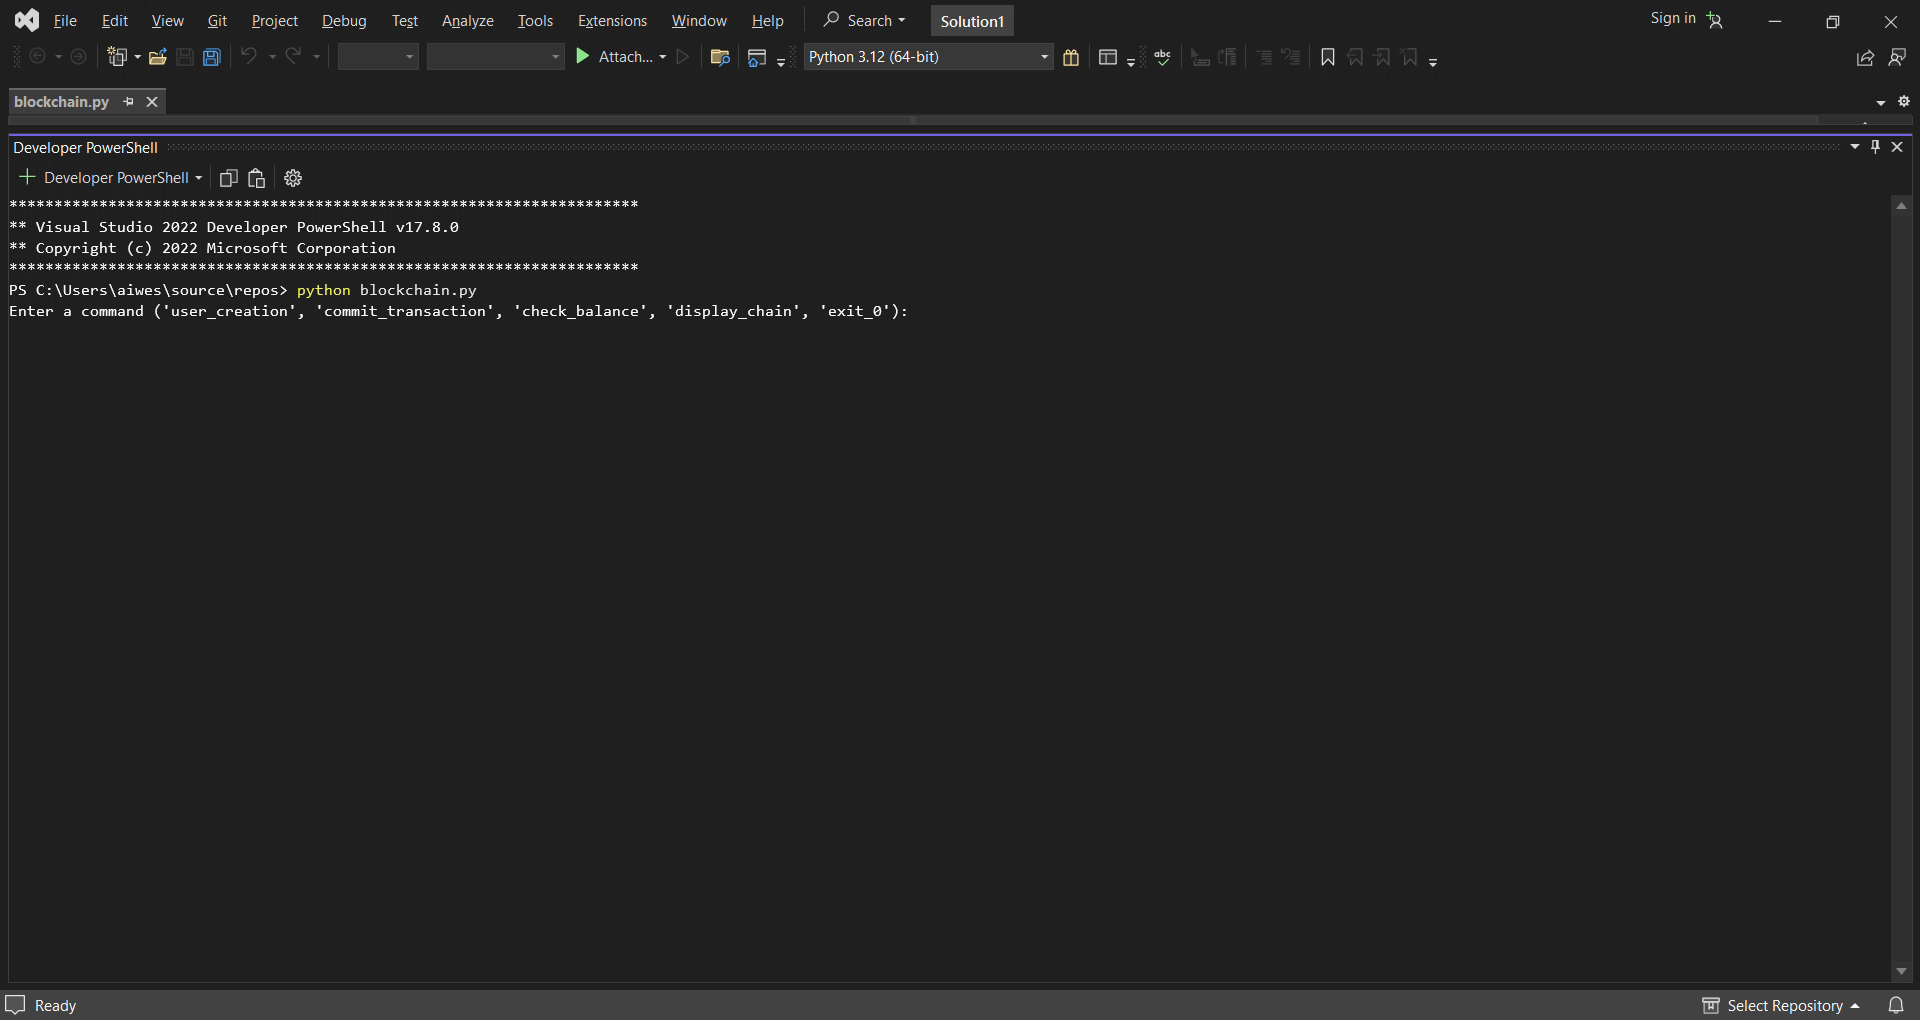 File Edit View Git Project Debug Test Analyze Tools Extensions Window Help Search Solution1 Sign in
Attach... Python 3.12 (64-bit) abc
blockchain.py
Developer PowerShell
Developer PowerShell
**********************************************************************
** Visual Studio 2022 Developer PowerShell v17.8.0
** Copyright (c) 2022 Microsoft Corporation
**********************************************************************
PS C:\Users\aiwes\source\repos> python blockchain.py
Enter a command ('user_creation', 'commit_transaction', 'check_balance', 'display_chain', 'exit_0'):
Ready Select Repository